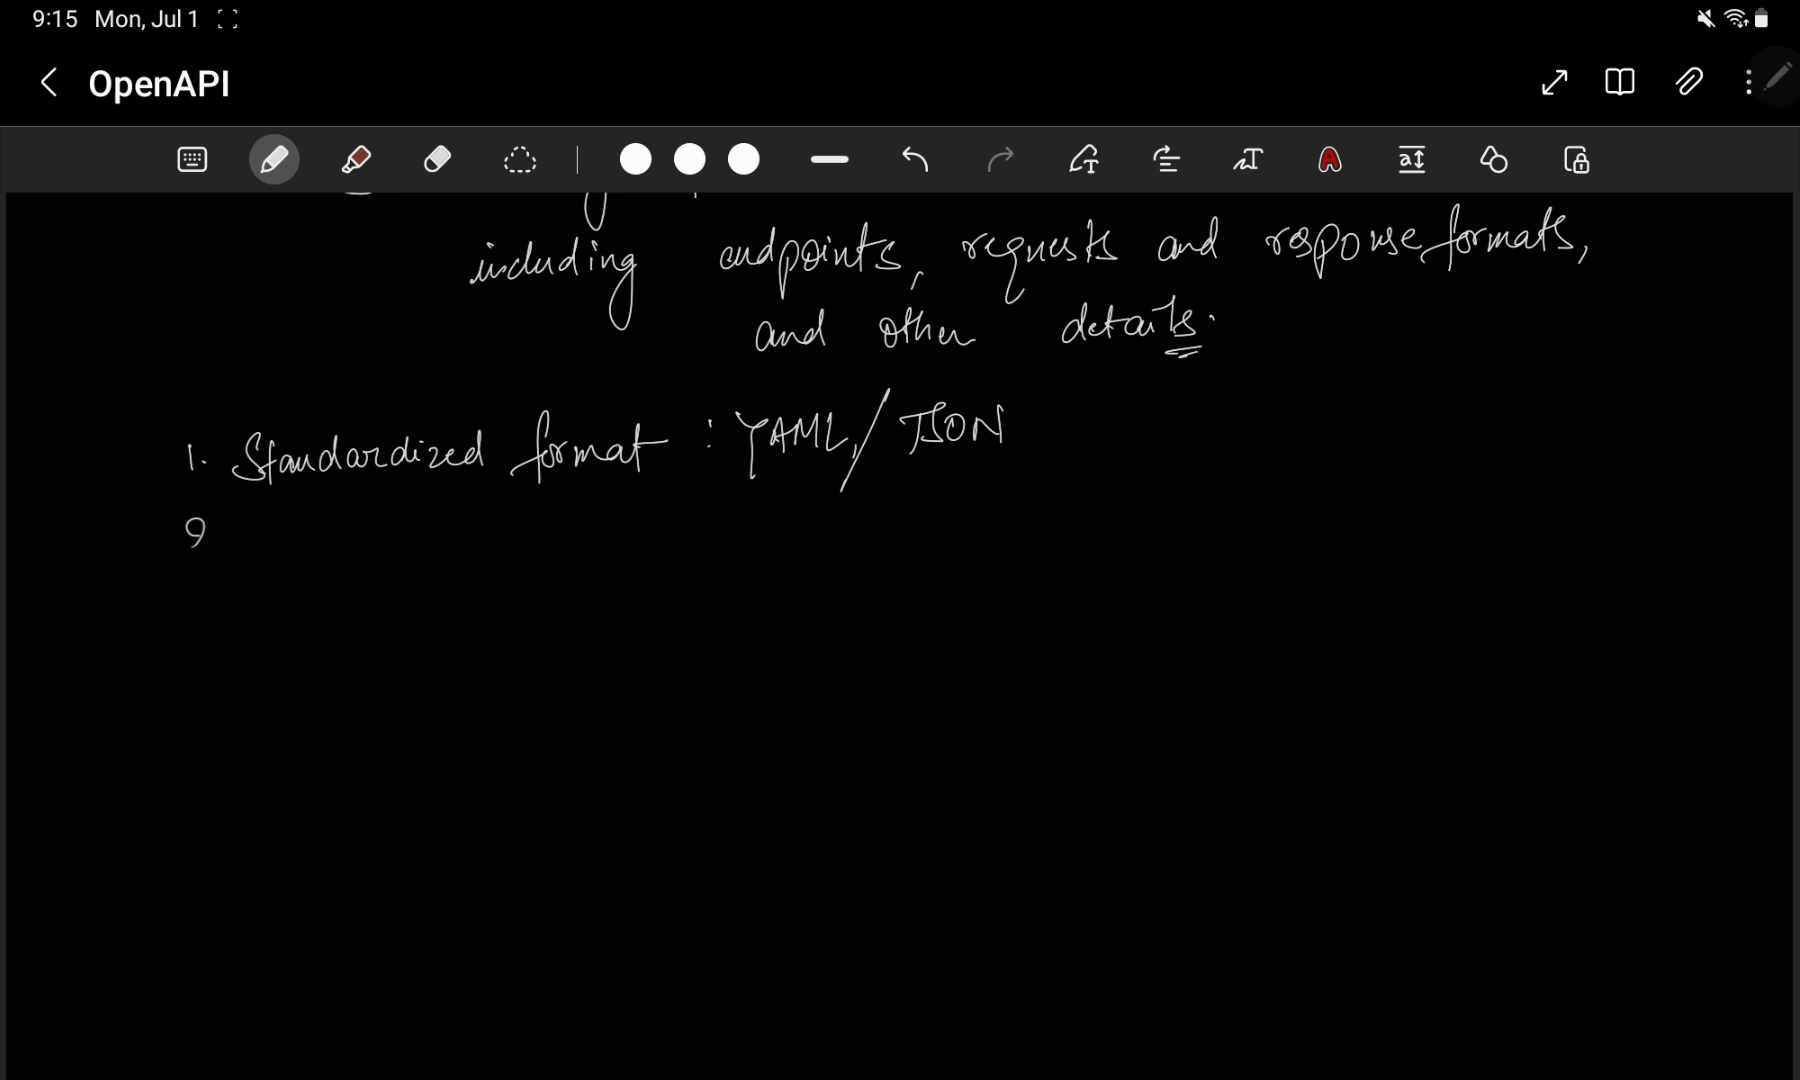 9:15 Mon, Jul 1
OpenAPI
including endpoints, requests and response formats,
and other details.
1. Standardized format : YAML, / JSON
9